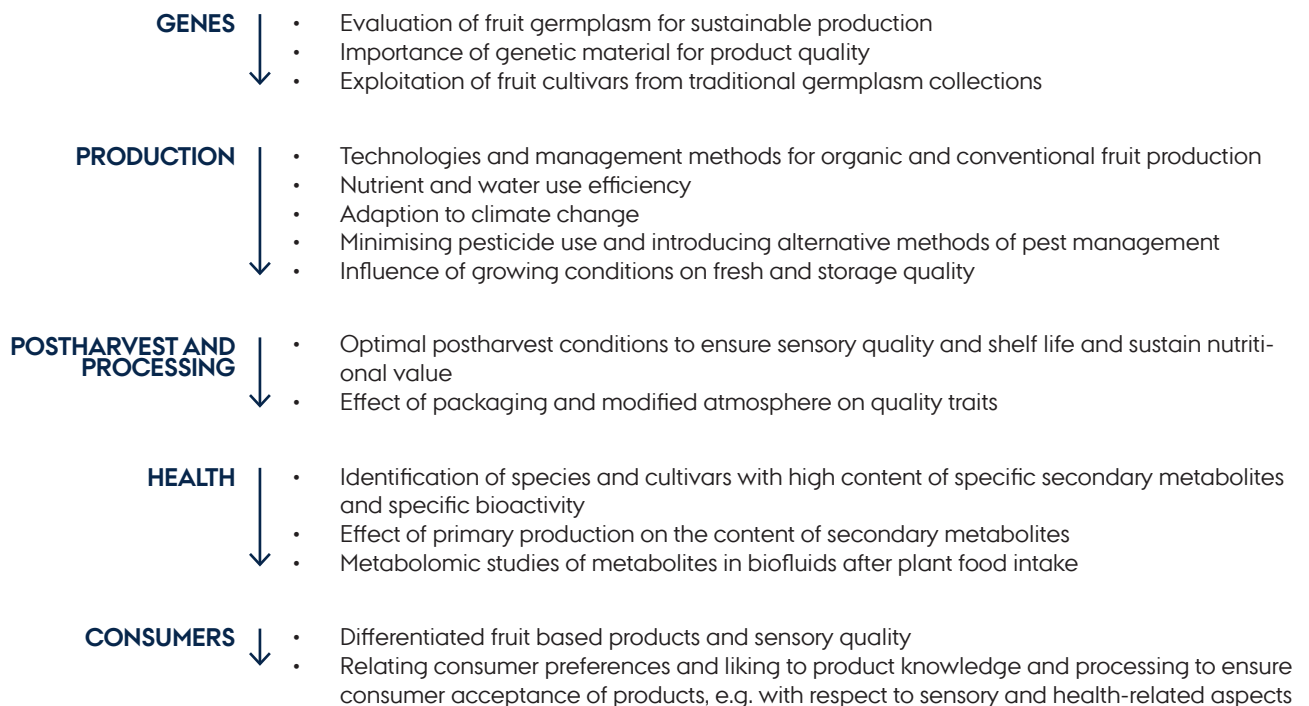 GENES
• Evaluation of fruit germplasm for sustainable production
• Importance of genetic material for product quality
• Exploitation of fruit cultivars from traditional germplasm collections
PRODUCTION
• Technologies and management methods for organic and conventional fruit production
• Nutrient and water use efficiency
• Adaption to climate change
• Minimising pesticide use and introducing alternative methods of pest management
• Influence of growing conditions on fresh and storage quality
POSTHARVEST AND
PROCESSING
• Optimal postharvest conditions to ensure sensory quality and shelf life and sustain nutriti-
onal value
• Effect of packaging and modified atmosphere on quality traits
HEALTH
• Identification of species and cultivars with high content of specific secondary metabolites
and specific bioactivity
• Effect of primary production on the content of secondary metabolites
• Metabolomic studies of metabolites in biofluids after plant food intake
CONSUMERS
• Differentiated fruit based products and sensory quality
• Relating consumer preferences and liking to product knowledge and processing to ensure
consumer acceptance of products, e.g. with respect to sensory and health-related aspects